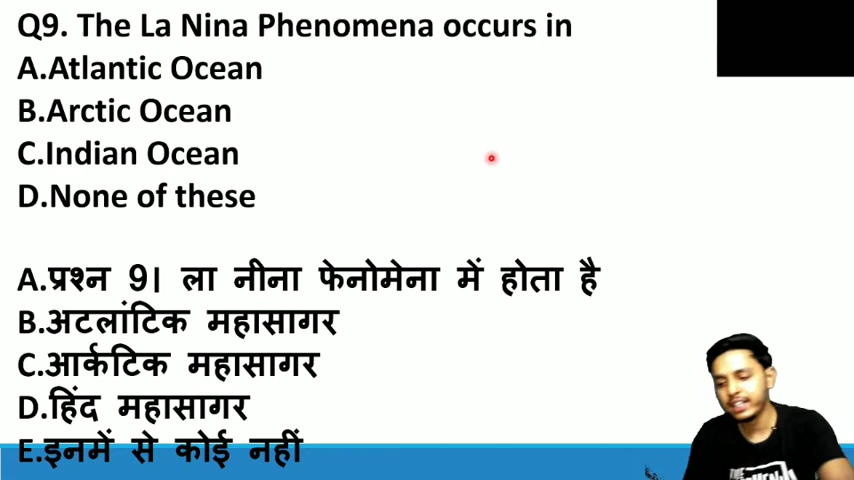 Q9. The La Nina Phenomena occurs in
A.Atlantic Ocean
B.Arctic Ocean
C.Indian Ocean
D.None of these
A.प्रश्न 9। ला नीना फेनोमेना में होता है
B.अटलांटिक महासागर
C.आर्कटिक महासागर
D.हिंद महासागर
E.इनमें से कोई नहीं
THE